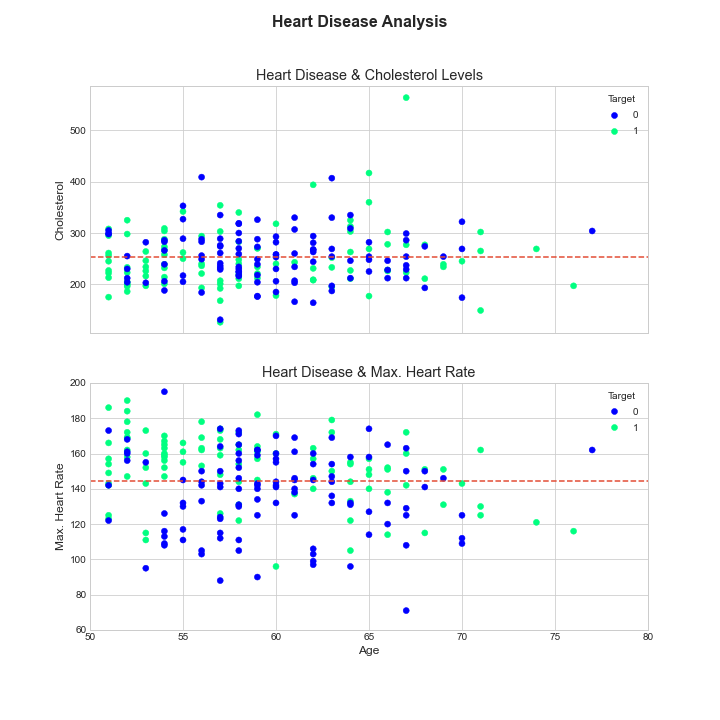 Heart Disease Analysis
Heart Disease & Cholesterol Levels
Target
0
1
Cholesterol
500
400
300
200
Heart Disease & Max. Heart Rate
Target
0
1
Max. Heart Rate
200
180
160
140
120
100
80
60
50 55 60 65 70 75 80
Age